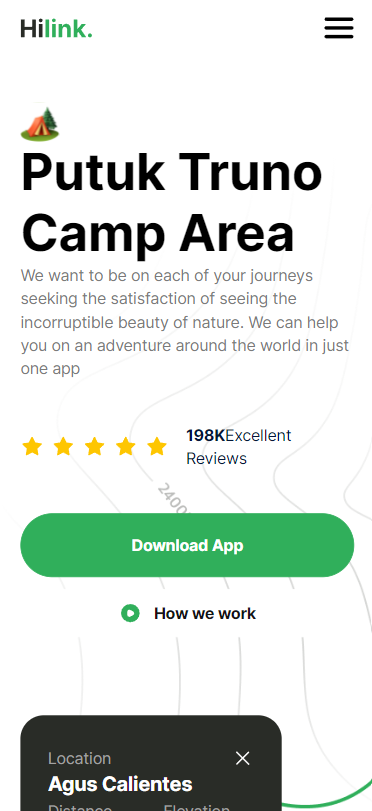 Hilink.
Putuk Truno
Camp Area
We want to be on each of your journeys
seeking the satisfaction of seeing the
incorruptible beauty of nature. We can help
you on an adventure around the world in just
one app
198KExcellent
Reviews
2400
Download App
How we work
Location
Agus Calientes
Distance Elevation